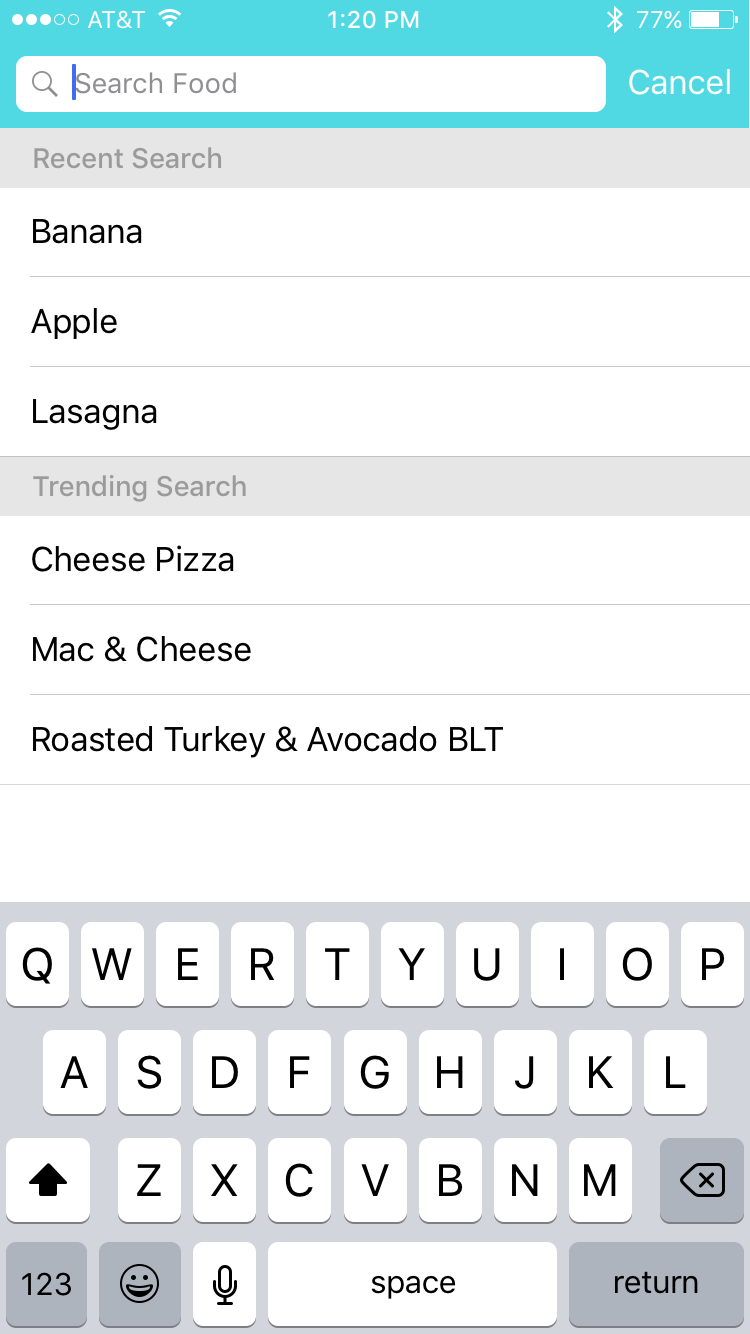 AT&T 1:20 PM 77%
Search Food Cancel
Recent Search
Banana
Apple
Lasagna
Trending Search
Cheese Pizza
Mac & Cheese
Roasted Turkey & Avocado BLT
Q W E R T Y U I O P
A S D F G H J K L
Z X C V B N M
123 space return